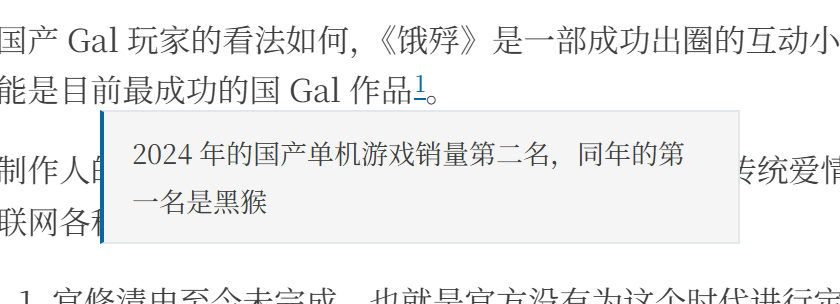 国产 Gal 玩家的看法如何，《饿殍》是一部成功出圈的互动小
能是目前最成功的国 Gal 作品1。
2024 年的国产单机游戏销量第二名，同年的第
一名是黑猴
制作人的 传统爱情
联网各种
1. 宫修清中至今未完成，也就是官方没有为这个时代进行完